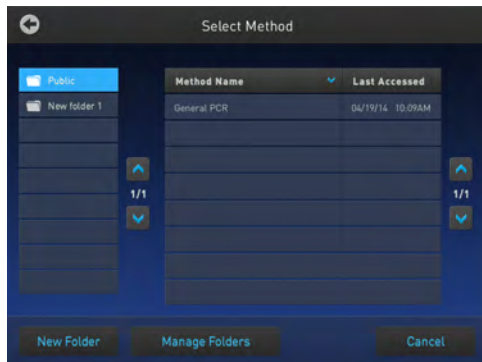 Select Method
Public
New folder 1
1/1
Method Name Last Accessed
General PCR 04/19/14 10.09AM
1/1
New Folder Manage Folders Cancel